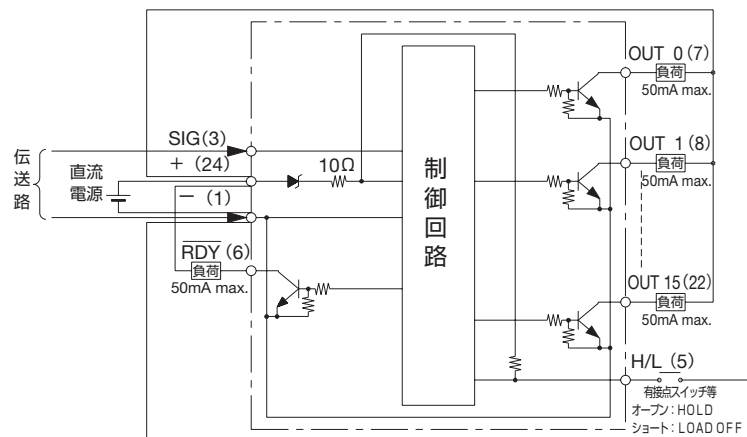 OUT 0 (7)
負荷
50mA max.
SIG(3)
+ (24)
10Ω
OUT 1 (8)
負荷
50mA max.
伝送路
直流
電源
− (1)
制御回路
RDY (6)
負荷
50mA max.
OUT 15(22)
負荷
50mA max.
H/L (5)
有接点スイッチ等
オープン:HOLD
ショート:LOAD OFF